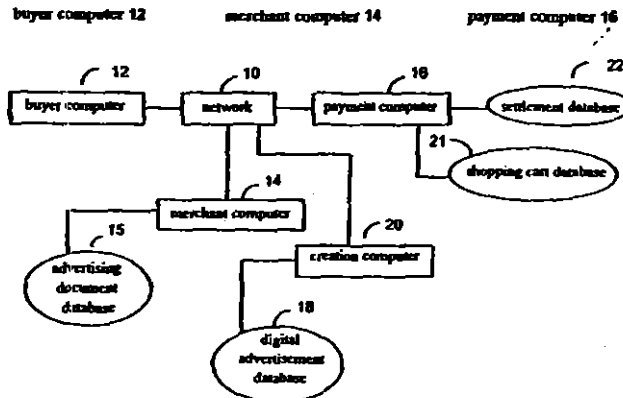 buyer computer 12 merchant computer 14 payment computer 16
12 10 16 22
buyer computer network payment computer settlement database
21
shopping cart database
14
merchant computer
15
20
advertising document database
creation computer
18
digital advertisement database